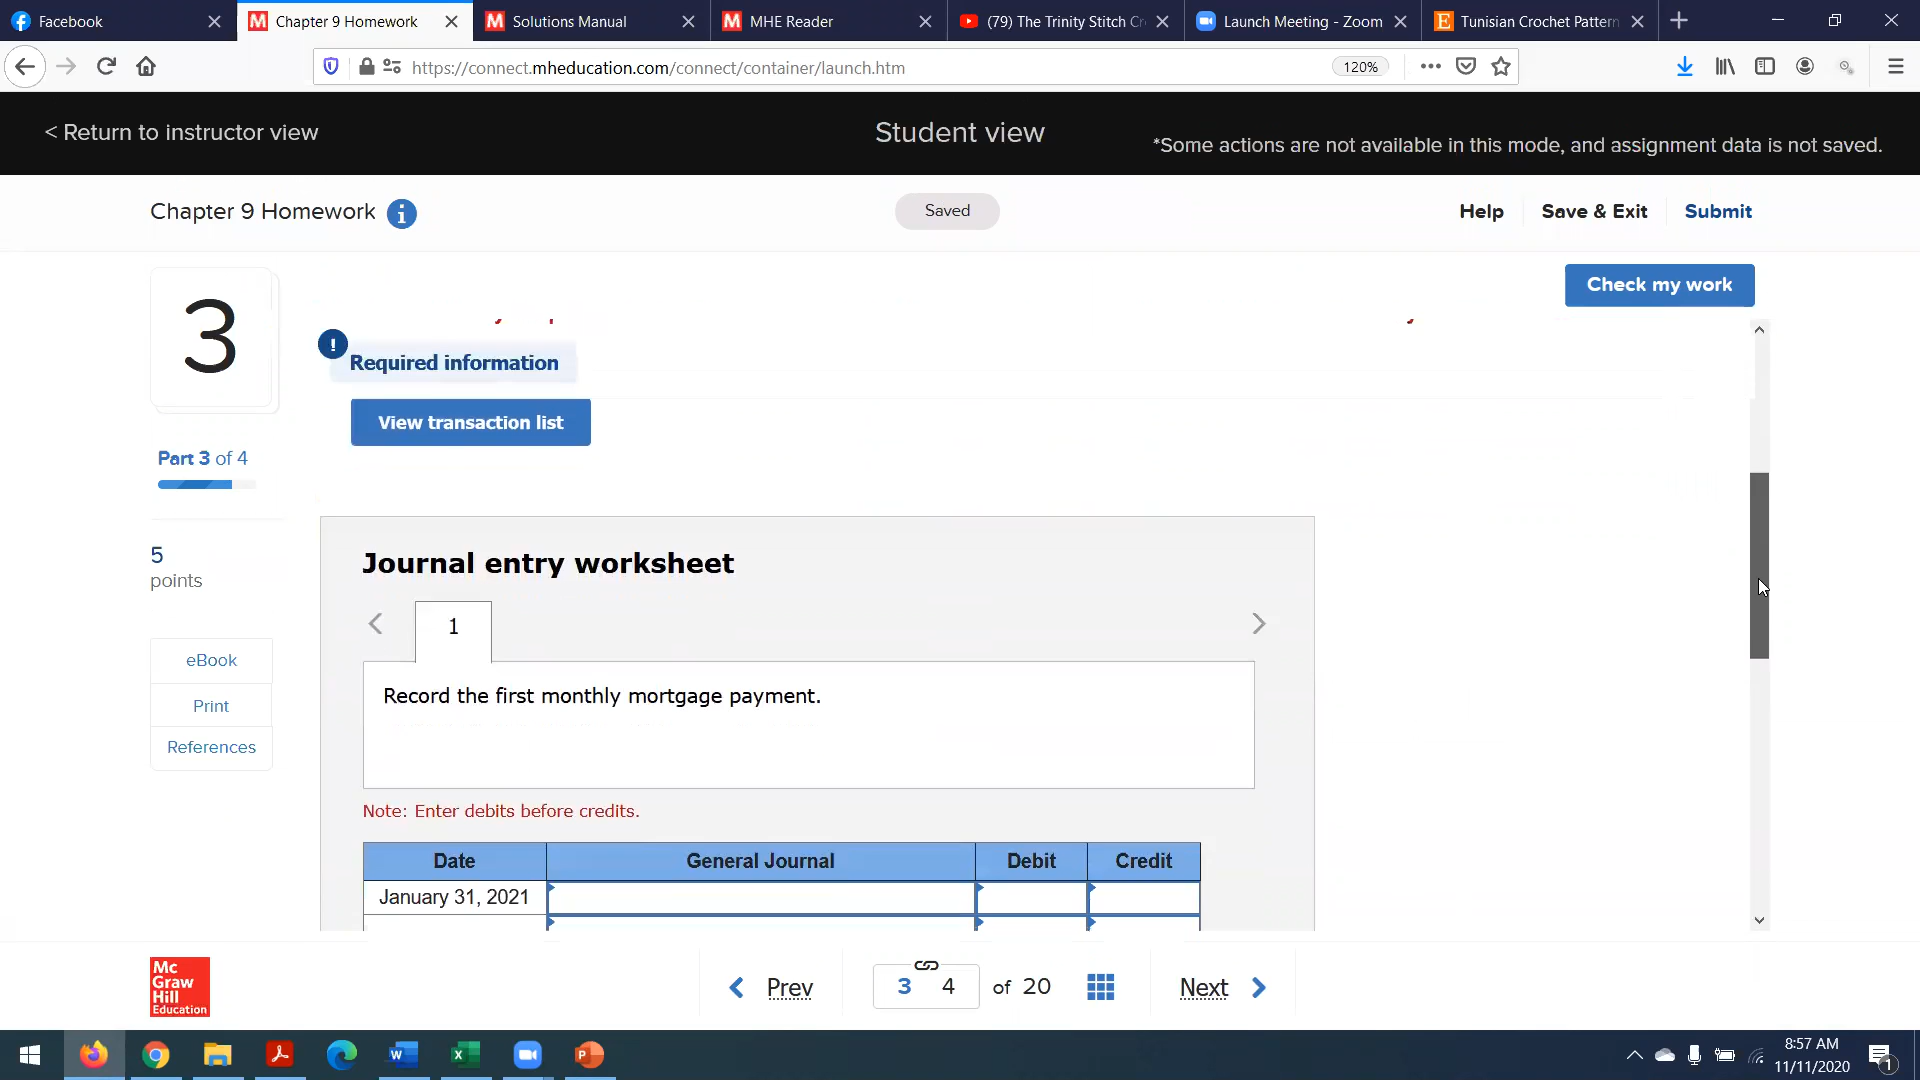 Facebook
M Chapter 9 Homework
M Solutions Manual
M MHE Reader
(79) The Trinity Stitch Cr
Launch Meeting - Zoom
E Tunisian Crochet Pattern
https://connect.mheducation.com/connect/container/launch.htm
120%
< Return to instructor view
Student view
*Some actions are not available in this mode, and assignment data is not saved.
Chapter 9 Homework
i
Saved
Help
Save & Exit
Submit
Check my work
3
!
Required information
View transaction list
Part 3 of 4
5
points
eBook
Print
References
Journal entry worksheet
1
Record the first monthly mortgage payment.
Note: Enter debits before credits.
Date General Journal Debit Credit
January 31, 2021
Mc
Graw
Hill
Education
Prev
3 4 of 20
Next
8:57 AM
11/11/2020
1